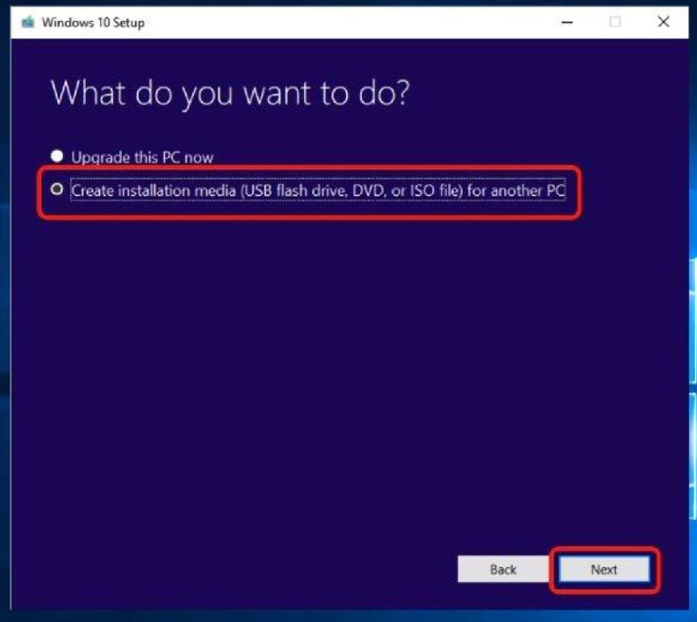 Windows 10 Setup
What do you want to do?
Upgrade this PC now
Create installation media (USB flash drive, DVD, or ISO file) for another PC
Back
Next